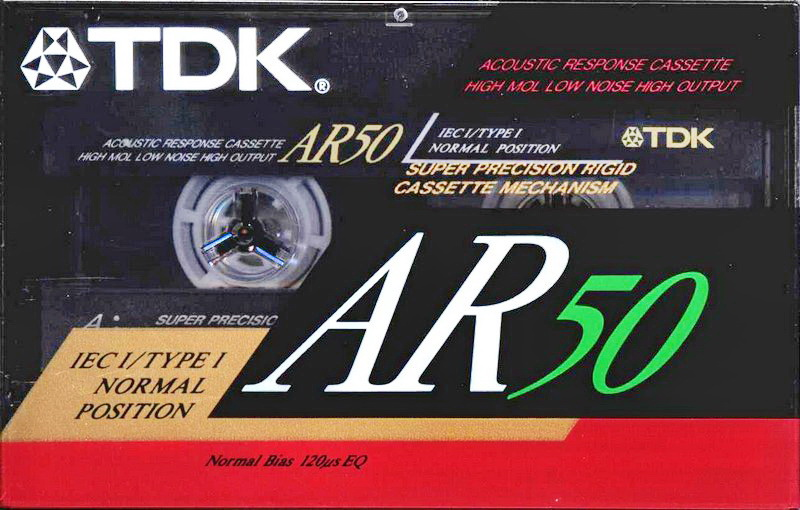 TDK®
ACOUSTIC RESPONSE CASSETTE
HIGH MOL LOW NOISE HIGH OUTPUT
ACOUSTIC RESPONSE CASSETTE
HIGH MOL LOW NOISE HIGH OUTPUT
AR50
IEC I/TYPE I
NORMAL POSITION
TDK
SUPER PRECISION RIGID
CASSETTE MECHANISM
AR50
A:
SUPER PRECISIO
IEC I/TYPE I
NORMAL
POSITION
Normal Bias 120µs EQ